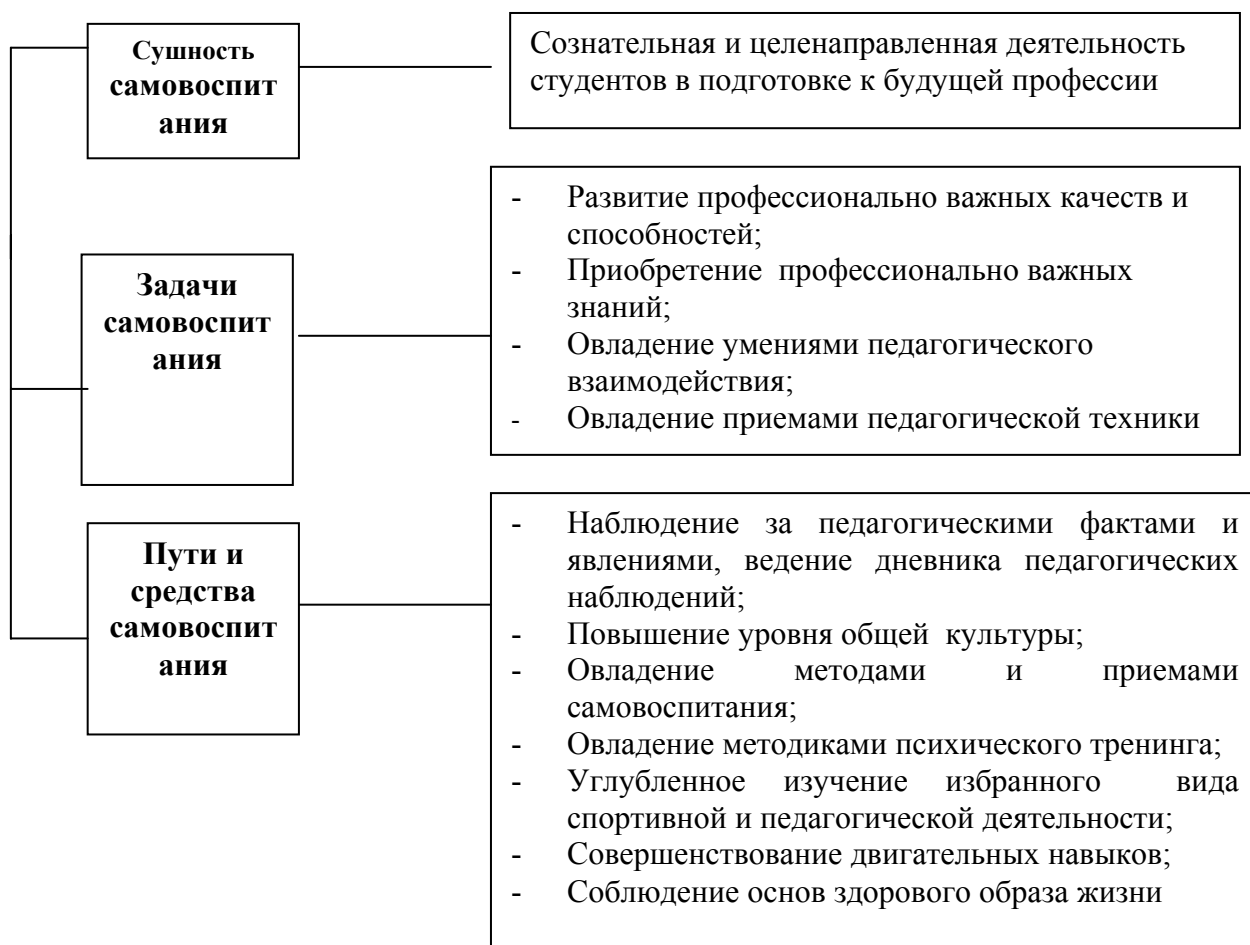 Сушность
самовоспит
ания
Сознательная и целенаправленная деятельность
студентов в подготовке к будущей профессии
Задачи
самовоспит
ания
- Развитие профессионально важных качеств и
способностей;
- Приобретение профессионально важных
знаний;
- Овладение умениями педагогического
взаимодействия;
- Овладение приемами педагогической техники
Пути и
средства
самовоспит
ания
- Наблюдение за педагогическими фактами и
явлениями, ведение дневника педагогических
наблюдений;
- Повышение уровня общей культуры;
- Овладение методами и приемами
самовоспитания;
- Овладение методиками психического тренинга;
- Углубленное изучение избранного вида
спортивной и педагогической деятельности;
- Совершенствование двигательных навыков;
- Соблюдение основ здорового образа жизни